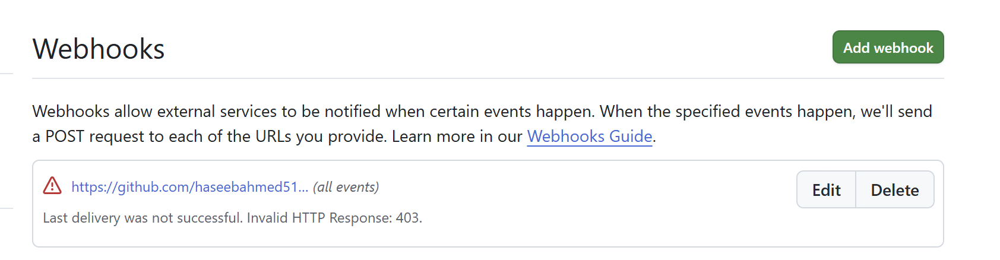 Webhooks
Add webhook
Webhooks allow external services to be notified when certain events happen. When the specified events happen, we'll send
a POST request to each of the URLs you provide. Learn more in our Webhooks Guide.
https://github.com/haseebahmed51... (all events)
Edit
Delete
Last delivery was not successful. Invalid HTTP Response: 403.